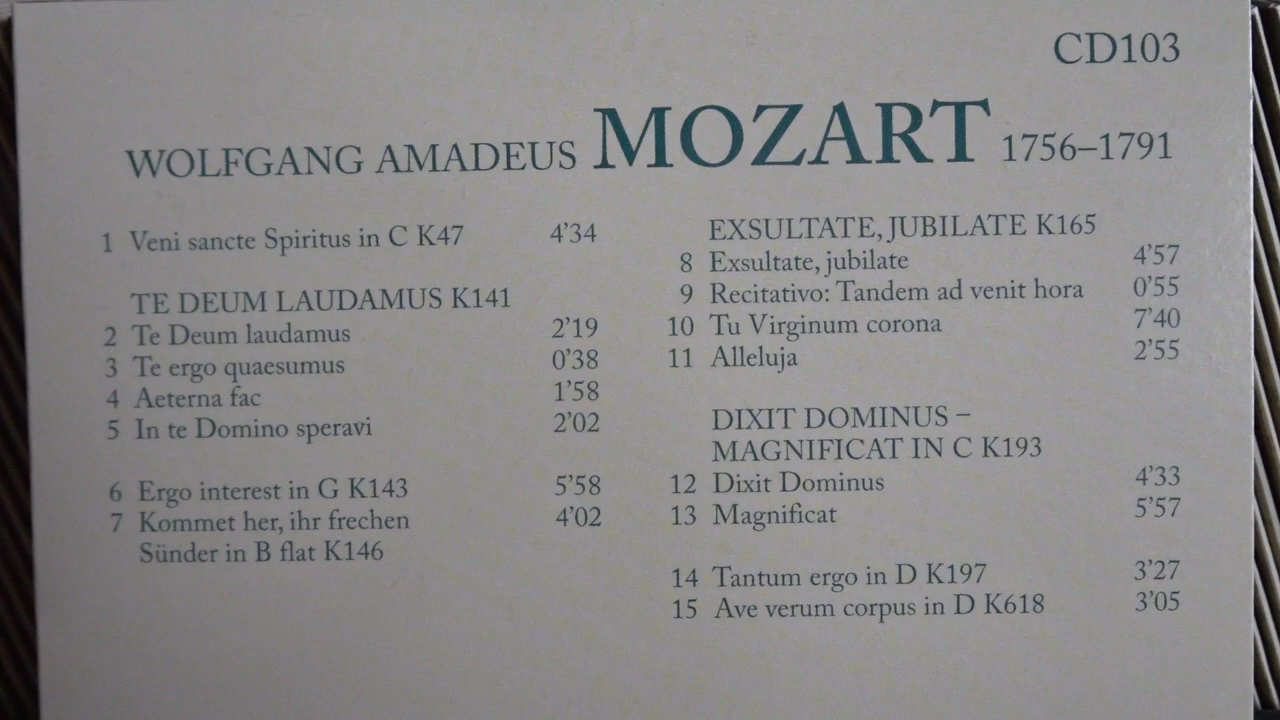 CD103
WOLFGANG AMADEUS MOZART 1756–1791
1 Veni sancte Spiritus in C K47 4'34
TE DEUM LAUDAMUS K141
2 Te Deum laudamus 2'19
3 Te ergo quaesumus 0'38
4 Aeterna fac 1'58
5 In te Domino speravi 2'02
6 Ergo interest in G K143 5'58
7 Kommet her, ihr frechen 4'02
Sünder in B flat K146
EXSULTATE, JUBILATE K165
8 Exsultate, jubilate 4'57
9 Recitativo: Tandem ad venit hora 0'55
10 Tu Virginum corona 7'40
11 Alleluja 2'55
DIXIT DOMINUS –
MAGNIFICAT IN C K193
12 Dixit Dominus 4'33
13 Magnificat 5'57
14 Tantum ergo in D K197 3'27
15 Ave verum corpus in D K618 3'05